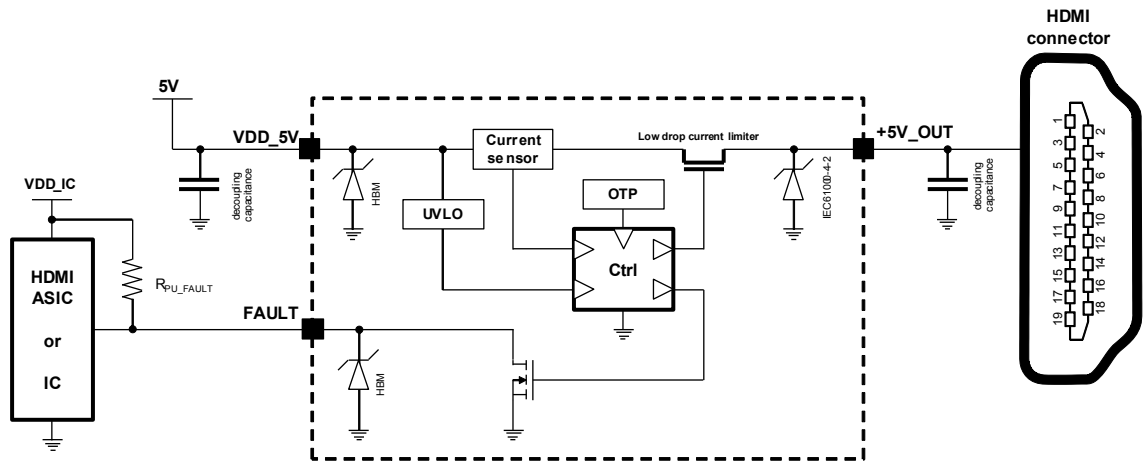 HDMI
connector
5V
VDD_5V
Current
sensor
Low drop current limiter
+5V_OUT
decoupling
capacitance
HBM
UVLO
OTP
IEC61000-4-2
decoupling
capacitance
VDD_IC
HDMI
ASIC
or
IC
RPU_FAULT
FAULT
Ctrl
HBM
1
2
3
4
5
6
7
8
9
10
11
12
13
14
15
16
17
18
19